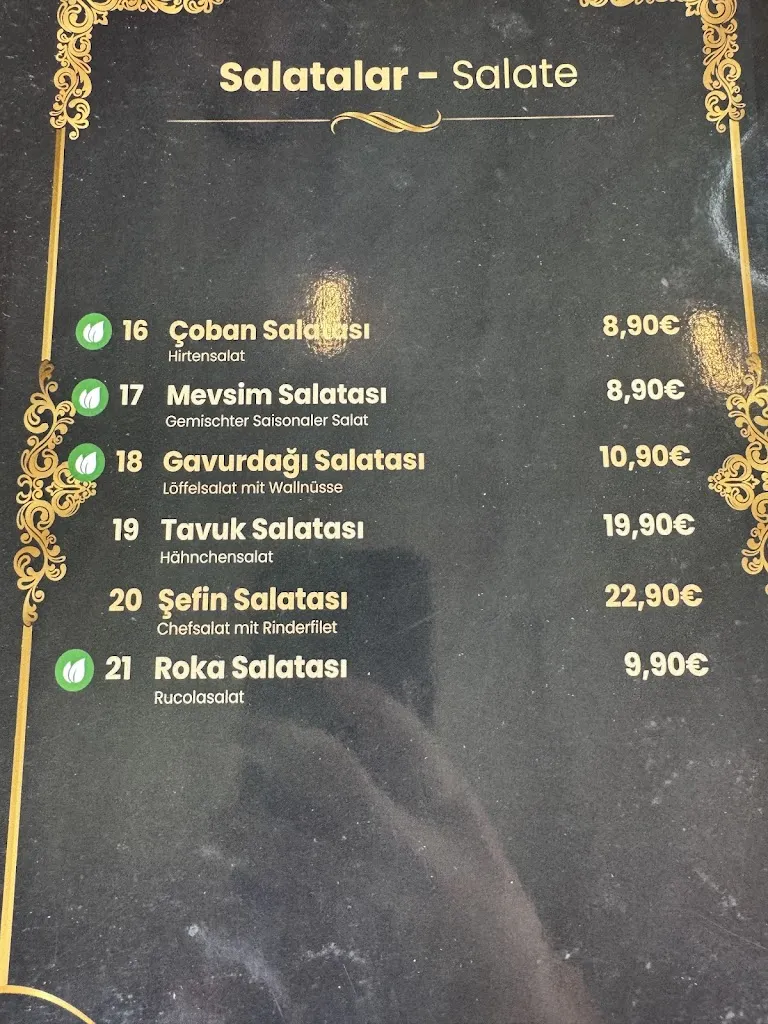 Salatalar - Salate
16 Çoban Salatası 8,90€
Hirtensalat
17 Mevsim Salatası 8,90€
Gemischter Saisonaler Salat
18 Gavurdağı Salatası 10,90€
Löffelsalat mit Wallnüsse
19 Tavuk Salatası 19,90€
Hähnchensalat
20 Şefin Salatası 22,90€
Chefsalat mit Rinderfilet
21 Roka Salatası 9,90€
Rucolasalat